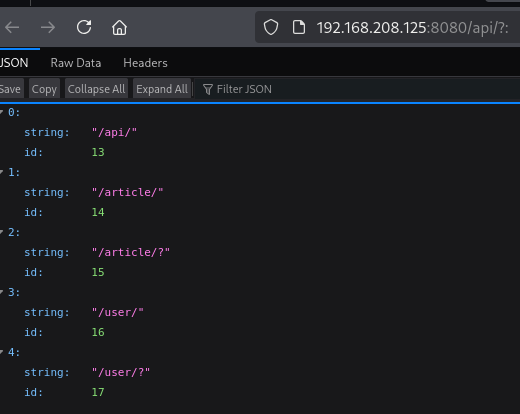 192.168.208.125:8080/api/?:
JSON Raw Data Headers
Save Copy Collapse All Expand All Filter JSON
0:
string: "/api/"
id: 13
1:
string: "/article/"
id: 14
2:
string: "/article/?"
id: 15
3:
string: "/user/"
id: 16
4:
string: "/user/?"
id: 17